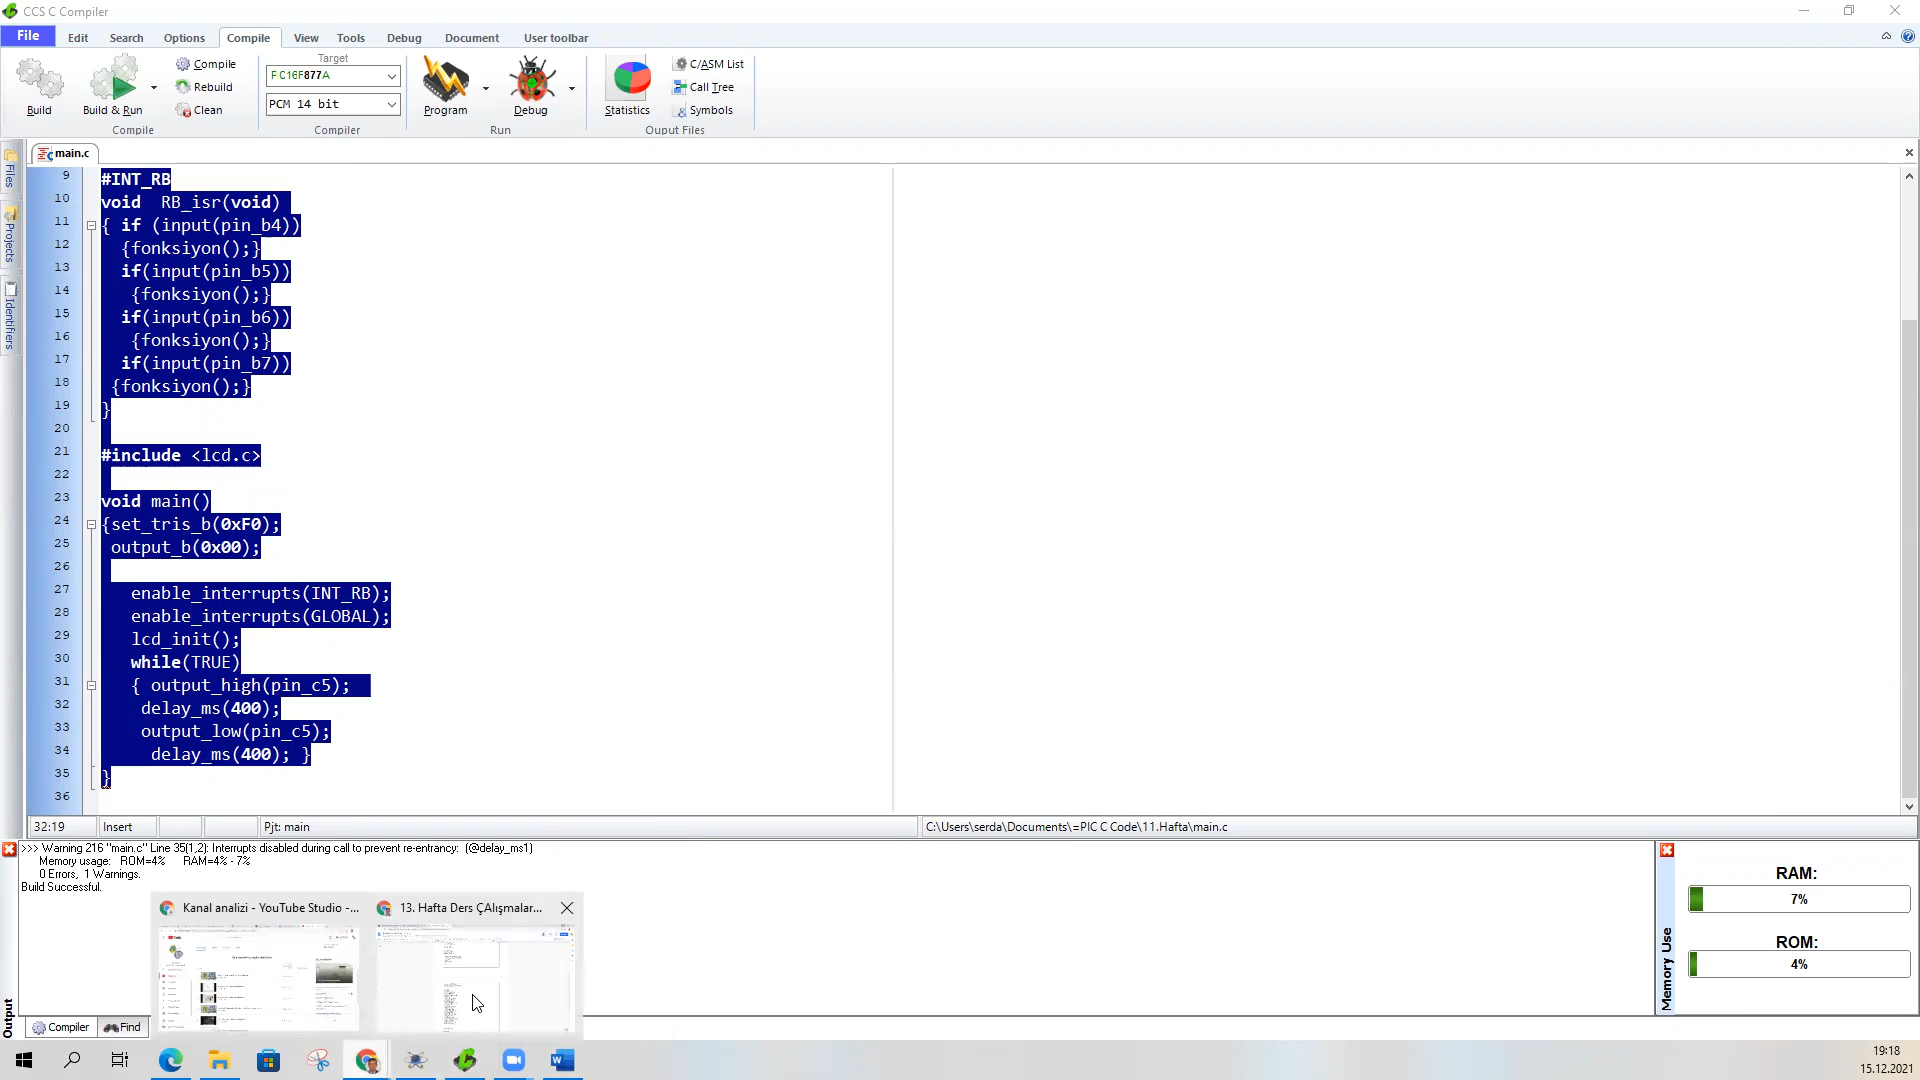 CCS C Compiler
File Edit Search Options Compile View Tools Debug Document User toolbar
Build
Build & Run
Compile
Rebuild
Clean
Compile
Target
PIC16F877A
PCM 14 bit
Compiler
Program
Debug
Run
Statistics
C/ASM List
Call Tree
Symbols
Ouput Files
Files
Projects
Identifiers
main.c
9 #INT_RB
10 void  RB_isr(void)
11 { if (input(pin_b4))
12 {fonksiyon();}
13 if(input(pin_b5))
14 {fonksiyon();}
15 if(input(pin_b6))
16 {fonksiyon();}
17 if(input(pin_b7))
18 {fonksiyon();}
19 }
20
21 #include <lcd.c>
22
23 void main()
24 {set_tris_b(0xF0);
25 output_b(0x00);
26
27 enable_interrupts(INT_RB);
28 enable_interrupts(GLOBAL);
29 lcd_init();
30 while(TRUE)
31 { output_high(pin_c5);
32 delay_ms(400);
33 output_low(pin_c5);
34 delay_ms(400); }
35 }
36
32:19 Insert Pjt: main C:\Users\serda\Documents\=PIC C Code\11.Hafta\main.c
>>> Warning 216 "main.c" Line 35(1,2): Interrupts disabled during call to prevent re-entrancy: (@delay_ms1)
Memory usage: ROM=4% RAM=4% - 7%
0 Errors, 1 Warnings.
Build Successful.
Kanal analizi - YouTube Studio -...
13. Hafta Ders ÇAlışmalar...
Output
Compiler Find
Memory Use
RAM:
7%
ROM:
4%
19:18
15.12.2021